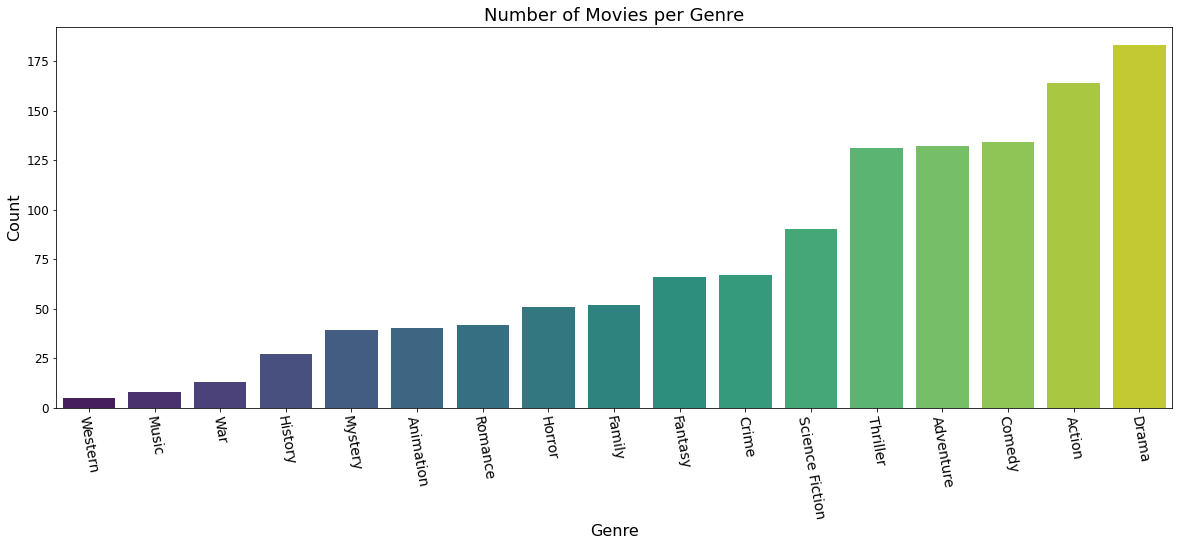 Number of Movies per Genre
175
150
125
100
75
50
25
0
Count
Western
Music
War
History
Mystery
Animation
Romance
Horror
Family
Fantasy
Crime
Science Fiction
Thriller
Adventure
Comedy
Action
Drama
Genre